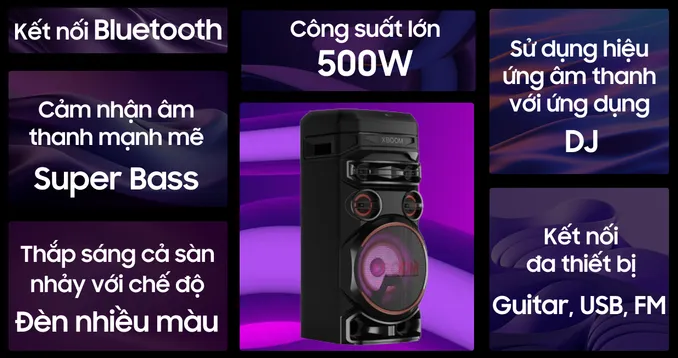 Kết nối Bluetooth
Cảm nhận âm
thanh mạnh mẽ
Super Bass
Thắp sáng cả sàn
nhảy với chế độ
Đèn nhiều màu
Công suất lớn
500W
XBOOM
Sử dụng hiệu
ứng âm thanh
với ứng dụng
DJ
Kết nối
đa thiết bị
Guitar, USB, FM